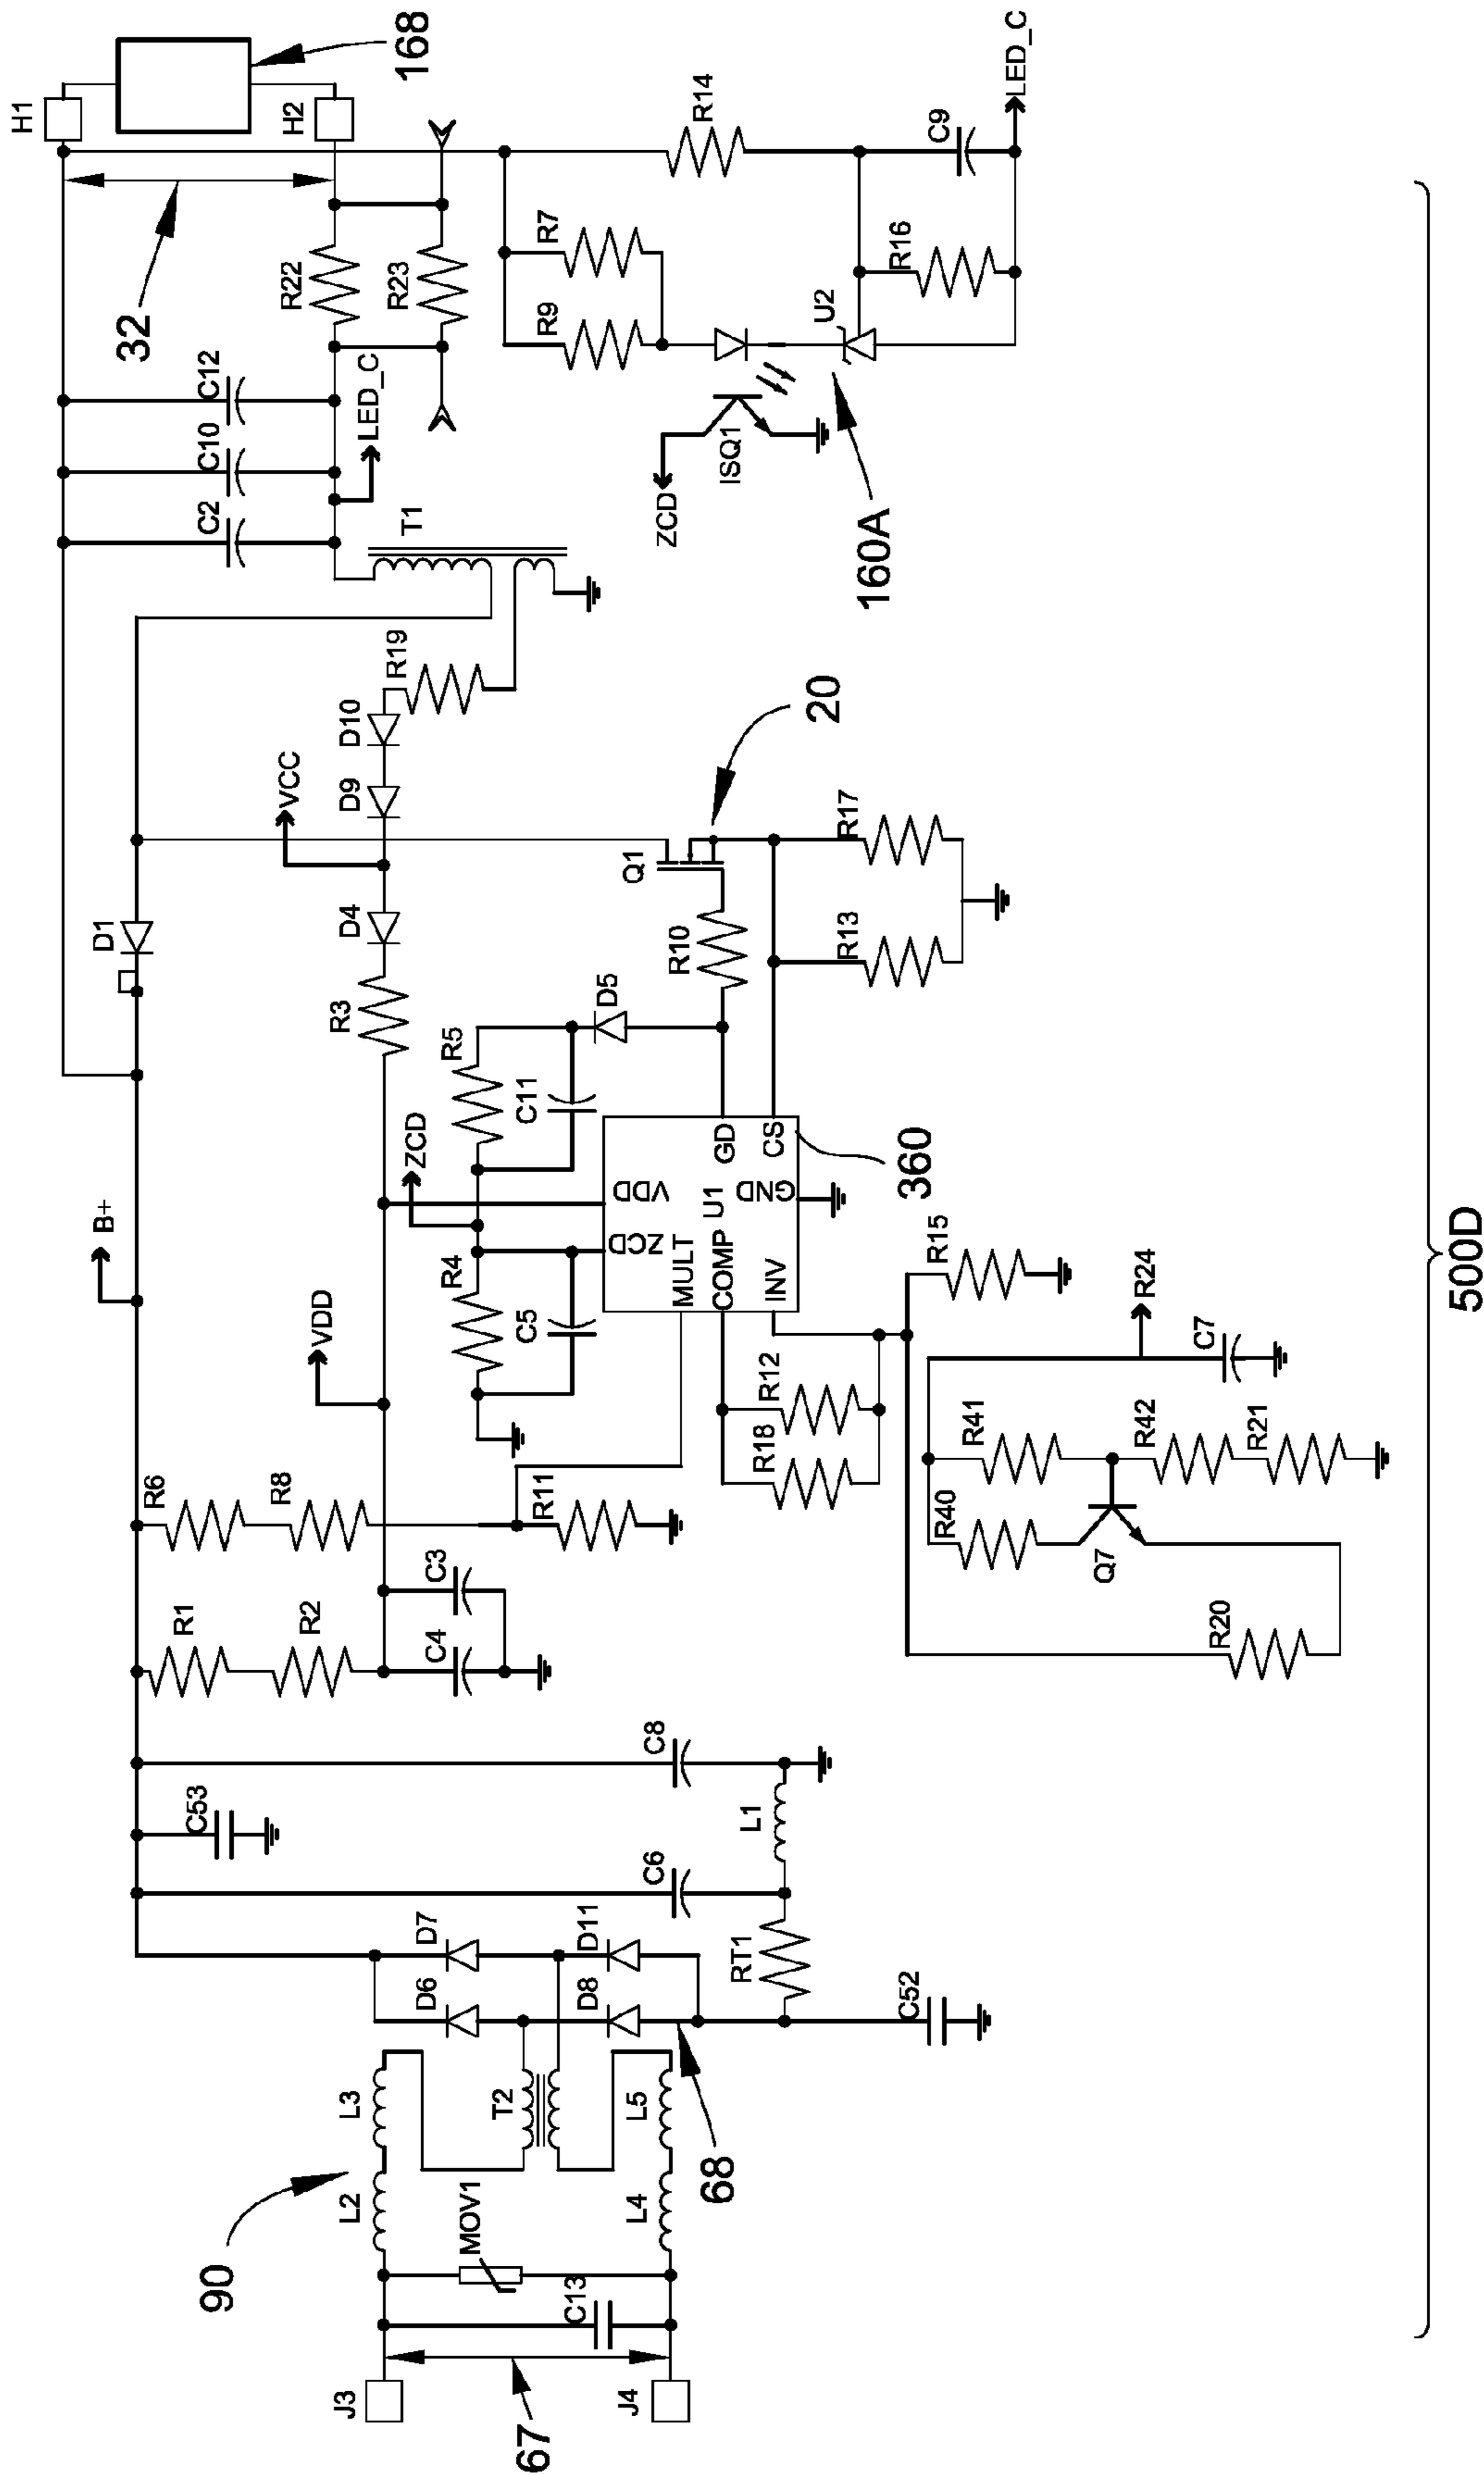 H1
168
H2
32
R22
R23
C12
C10
C2
LED_C
T1
R14
R7
R9
C9
LED_C
R16
U2
ISQ1
ZCD
160A
R19
D10
D9
VCC
D4
R3
D1
Q1
20
R17
R13
R10
D5
R5
C11
ZCD
B+
VDD
R4
C5
VDD
ZCD
MULT
COMP
INV
U1
GND
GD
CS
360
R15
R24
C7
R12
R18
R41
R42
R21
R40
Q7
R20
R6
R8
R11
C3
R1
R2
C4
C8
C53
L1
C6
D7
D11
RT1
D6
D8
C52
L3
T2
L5
68
90
L2
L4
MOV1
C13
J3
J4
67
500D